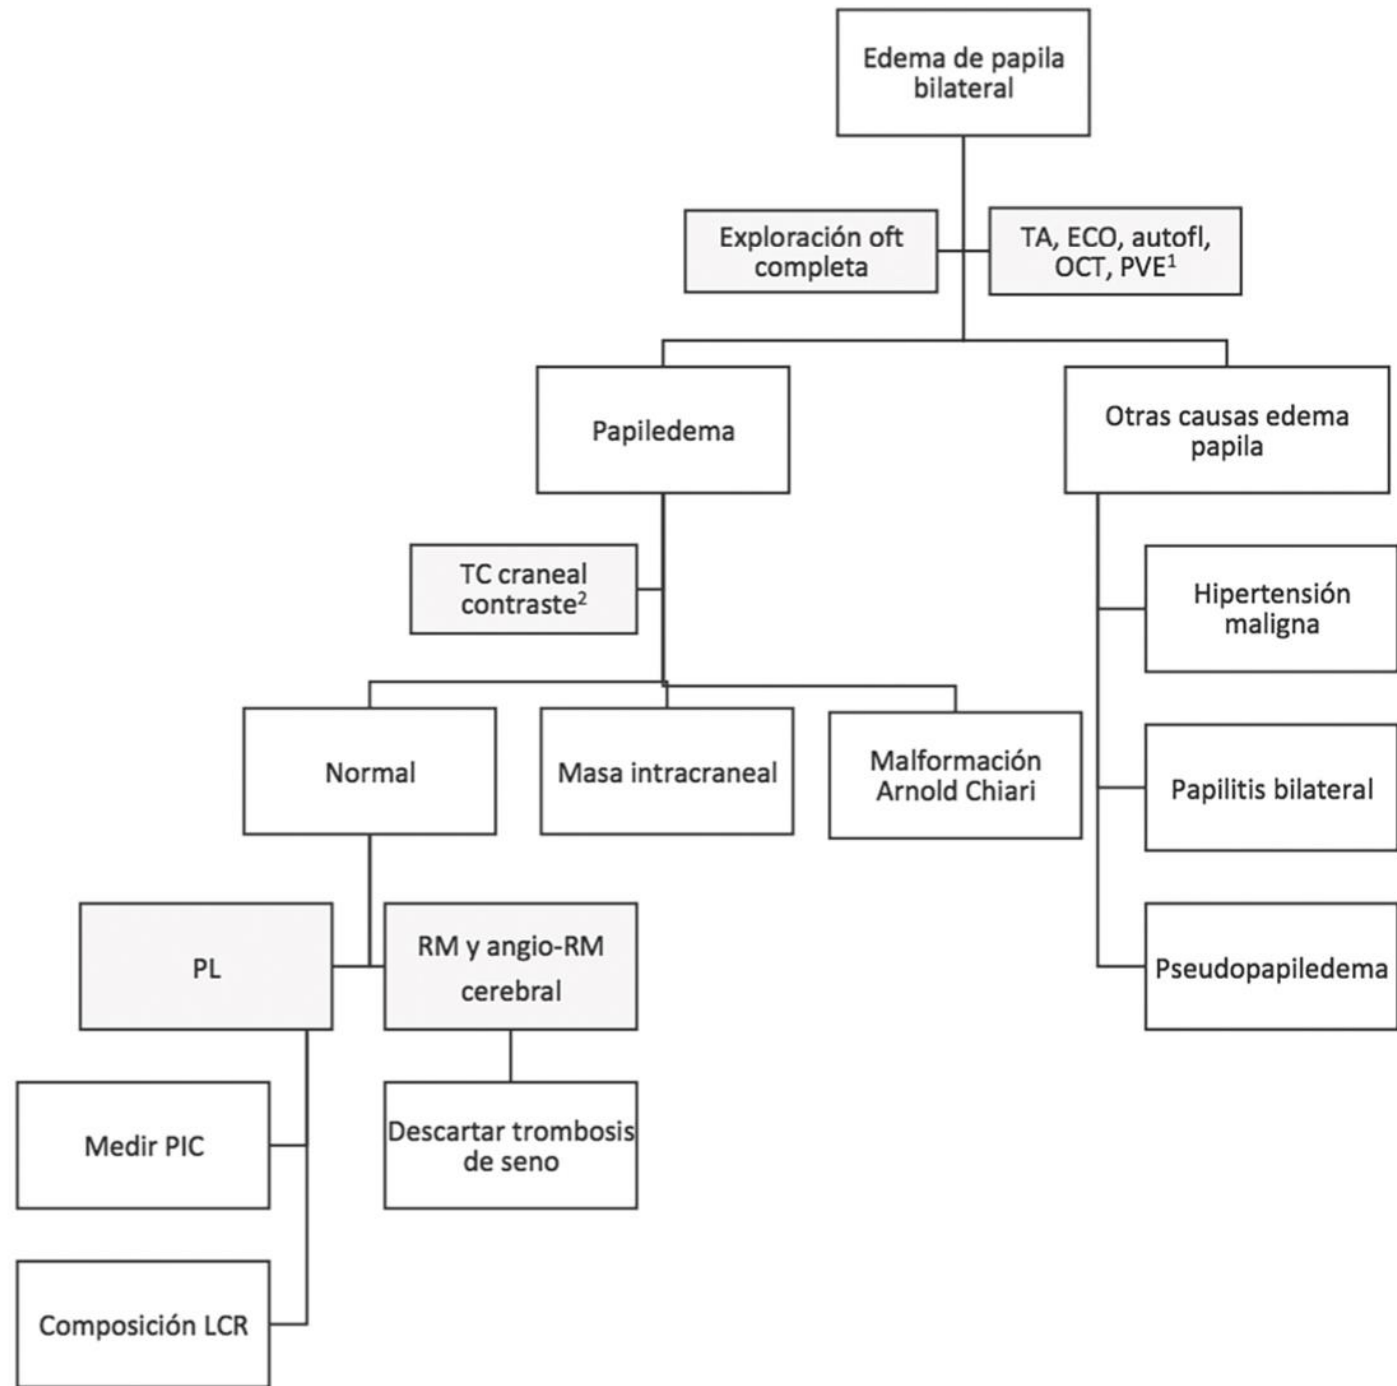 Edema de papila
bilateral
Exploración oft
completa
TA, ECO, autofl,
OCT, PVE¹
Papiledema
Otras causas edema
papila
TC craneal
contraste²
Hipertensión
maligna
Normal
Masa intracraneal
Malformación
Arnold Chiari
Papilitis bilateral
PL
RM y angio-RM
cerebral
Pseudopapiledema
Medir PIC
Descartar trombosis
de seno
Composición LCR